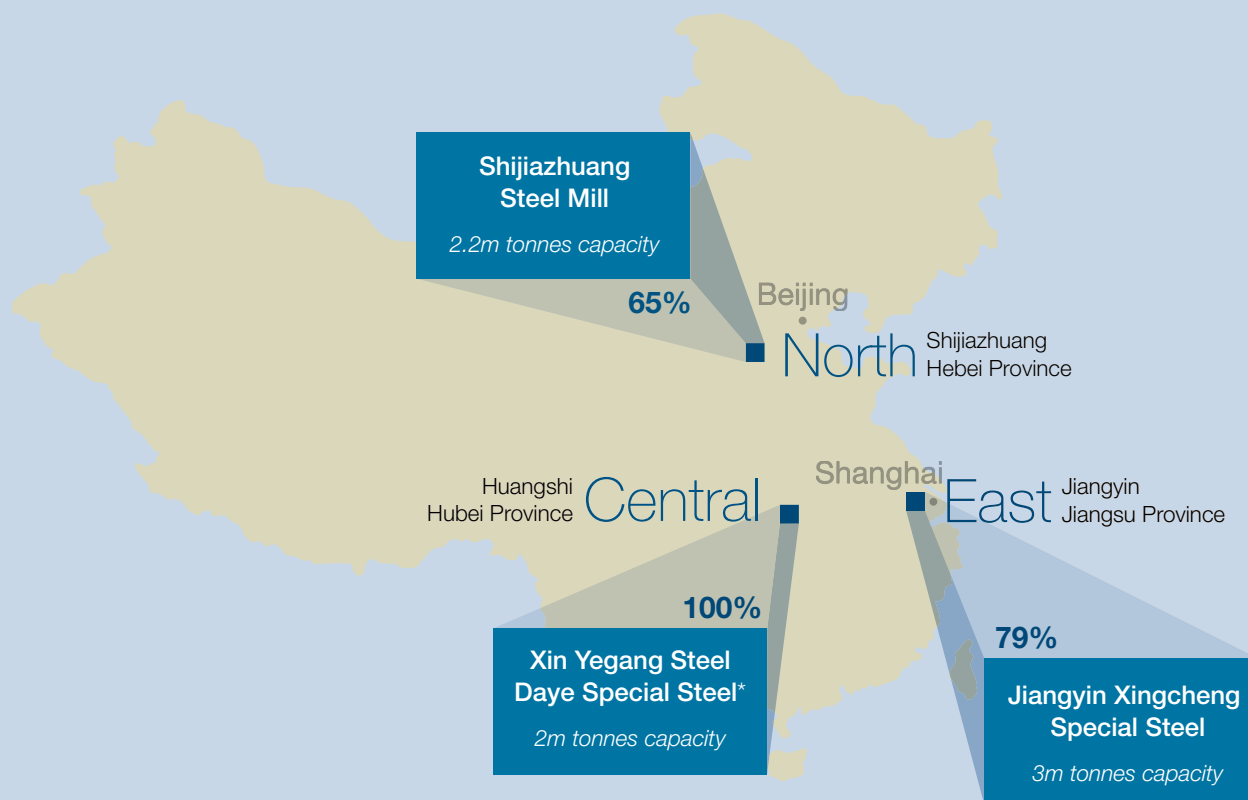 Shijiazhuang
Steel Mill
2.2m tonnes capacity
65%
Beijing
North
Shijiazhuang
Hebei Province
Huangshi
Hubei Province
Central
Shanghai
East
Jiangyin
Jiangsu Province
100%
Xin Yegang Steel
Daye Special Steel*
2m tonnes capacity
79%
Jiangyin Xingcheng
Special Steel
3m tonnes capacity